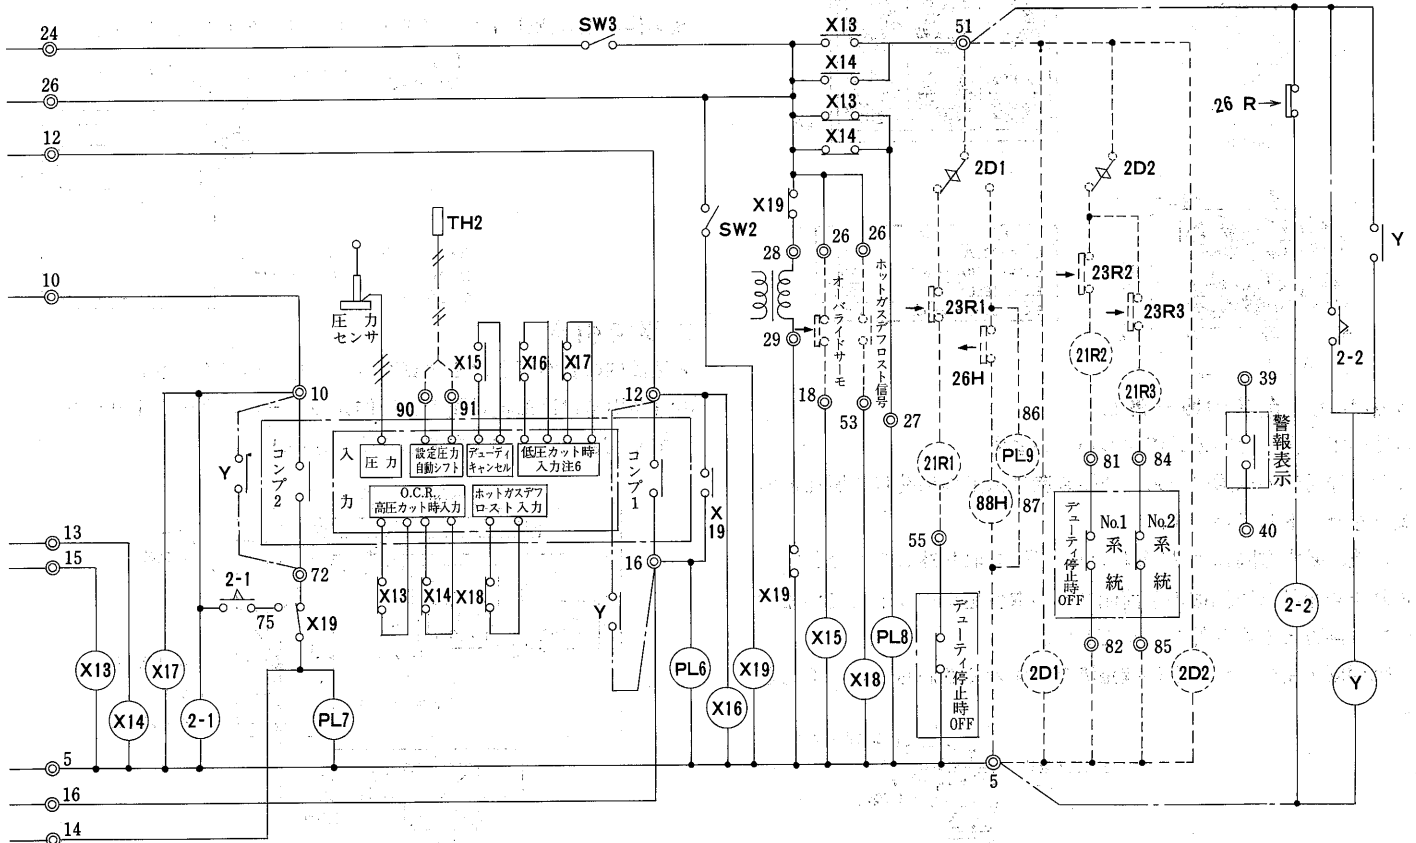 SW3
X13
51
24
X14
26
X13
26 R
12
X14
2D1
2D2
X19
SW2
TH2
28
26
26
Y
10
圧力
センサ
オーバライドサーモ
ホットガスデフロスト信号
23R1
23R2
23R3
29
X15
X16
X17
26H
21R2
2-2
10
90
91
12
18
53
27
21R3
39
86
Y
コンプ2
入力
圧力
設定圧力
自動シフト
デューティ
キャンセル
低圧カット時
入力注6
コンプ1
X19
21R1
PL9
81
84
警報表示
O.C.R.
高圧カット時入力
ホットガスデフ
ロスト入力
88H
87
デューティ停止時
OFF
No.1
系統
No.2
系統
40
13
15
72
16
55
2-1
75
X19
X13
X14
X18
Y
X19
デューティ停止時
OFF
2-2
X13
X17
X14
2-1
PL7
PL6
X16
X19
X15
X18
PL8
2D1
82
85
2D2
Y
5
5
16
14